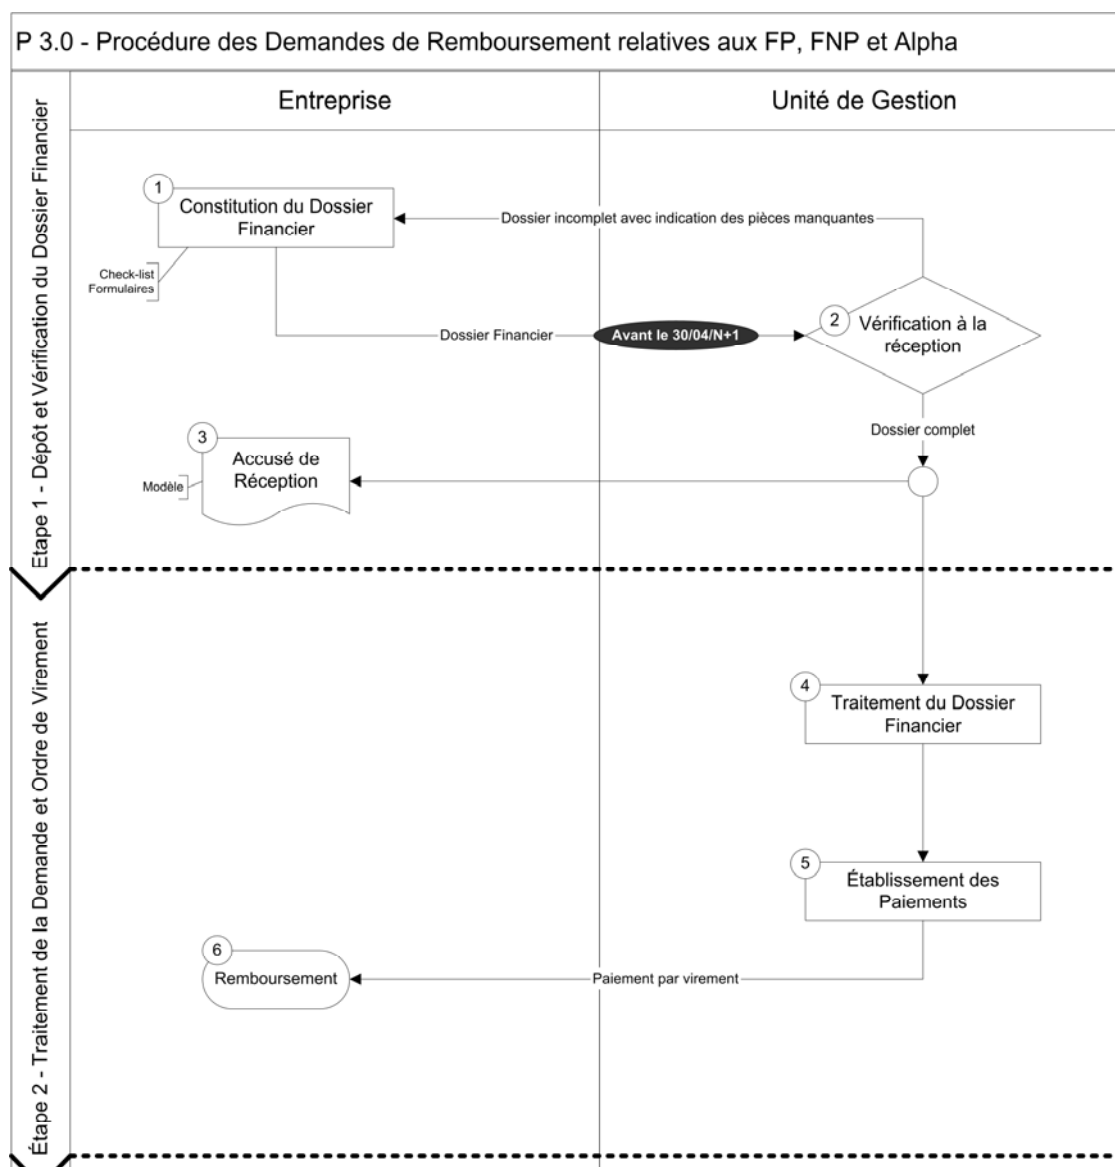 P 3.0 - Procédure des Demandes de Remboursement relatives aux FP, FNP et Alpha
Entreprise
Unité de Gestion
Etape 1 - Dépôt et Vérification du Dossier Financier
1
Constitution du Dossier
Financier
Check-list
Formulaires
Dossier incomplet avec indication des pièces manquantes
Dossier Financier
Avant le 30/04/N+1
2
Vérification à la
réception
Dossier complet
3
Accusé de
Réception
Modèle
Étape 2 - Traitement de la Demande et Ordre de Virement
4
Traitement du Dossier
Financier
5
Établissement des
Paiements
6
Remboursement
Paiement par virement